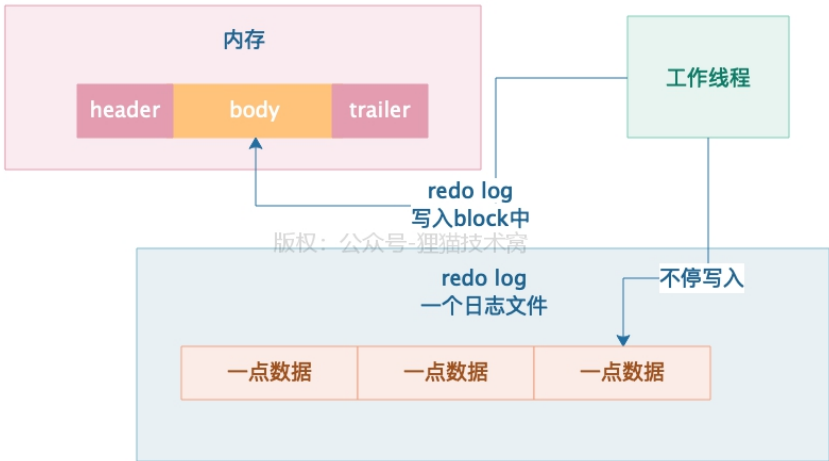 内存
工作线程
header
body
trailer
redo log
写入block中
版权：公众号-狸猫技术窝
redo log
一个日志文件
不停写入
一点数据
一点数据
一点数据